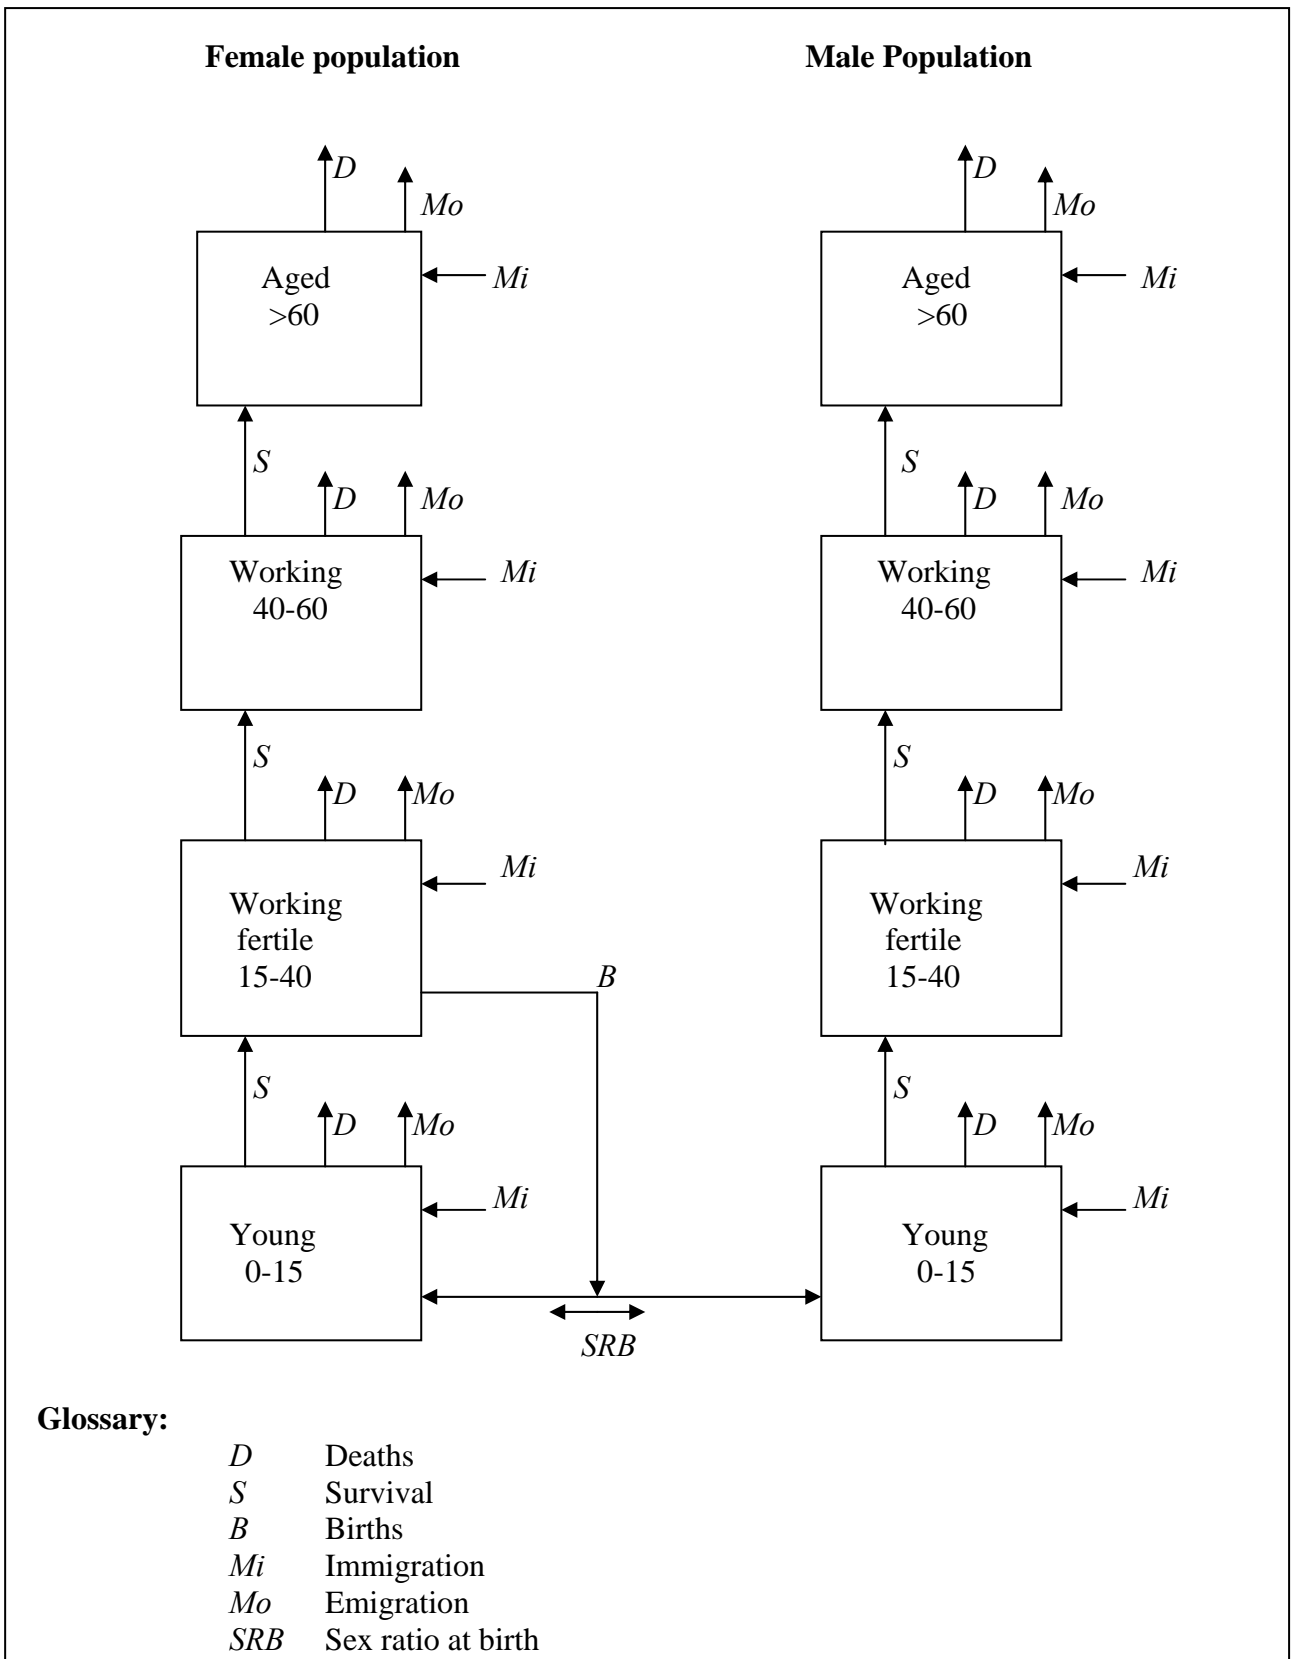 Female population
Male Population
D
D
Mo
Mo
Aged
>60
Mi
Aged
>60
Mi
S
S
D
Mo
D
Mo
Working
40-60
Mi
Working
40-60
Mi
S
S
D
Mo
D
Mo
Working
fertile
15-40
Mi
Working
fertile
15-40
Mi
B
S
S
D
Mo
D
Mo
Young
0-15
Mi
Young
0-15
Mi
SRB
Glossary:
D Deaths
S Survival
B Births
Mi Immigration
Mo Emigration
SRB Sex ratio at birth